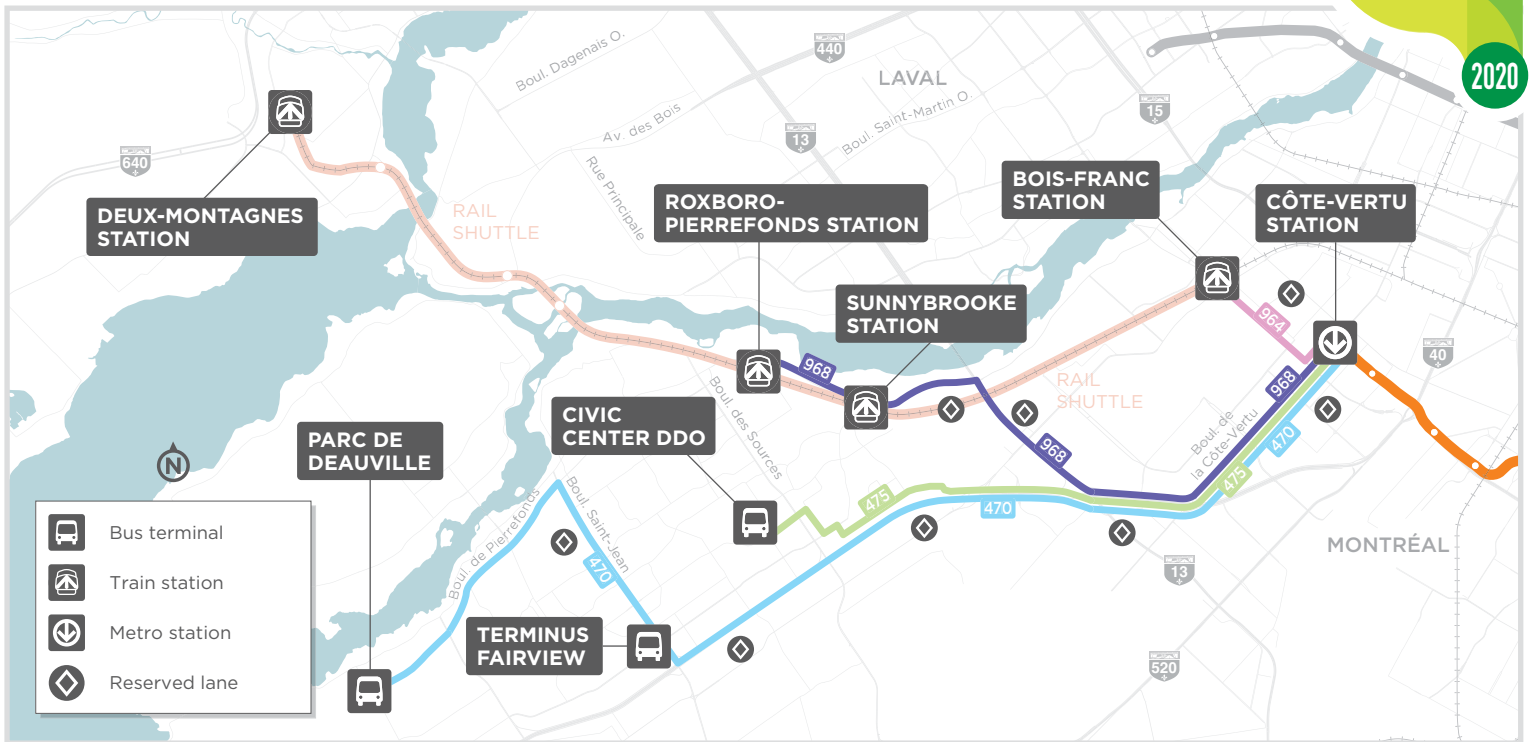 2020
Boul. Dagenais O.
440
LAVAL
Av. des Bois
Boul. Saint-Martin O.
15
13
640
Rue Principale
DEUX-MONTAGNES
STATION
RAIL
SHUTTLE
ROXBORO-
PIERREFONDS STATION
BOIS-FRANC
STATION
CÔTE-VERTU
STATION
SUNNYBROOKE
STATION
964
40
968
RAIL
SHUTTLE
968
Boul. des Sources
CIVIC
CENTER DDO
PARC DE
DEAUVILLE
N
Boul. de
la Côte-Vertu
470
968
475
475
470
Boul. de Pierrefonds
Boul. Saint-Jean
470
MONTRÉAL
13
520
TERMINUS
FAIRVIEW
Bus terminal
Train station
Metro station
Reserved lane